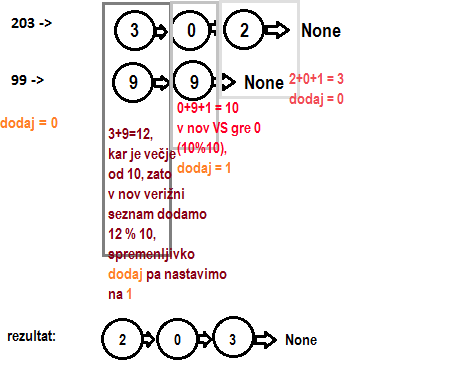 203 -> 3 0 2 None
99 -> 9 9 None
dodaj = 0
3+9=12,
kar je večje
od 10, zato
v nov verižni
seznam dodamo
12 % 10,
spremenljivko
dodaj pa nastavimo
na 1
0+9+1 = 10
v nov VS gre 0
(10%10),
dodaj = 1
2+0+1 = 3
dodaj = 0
rezultat: 2 0 3 None